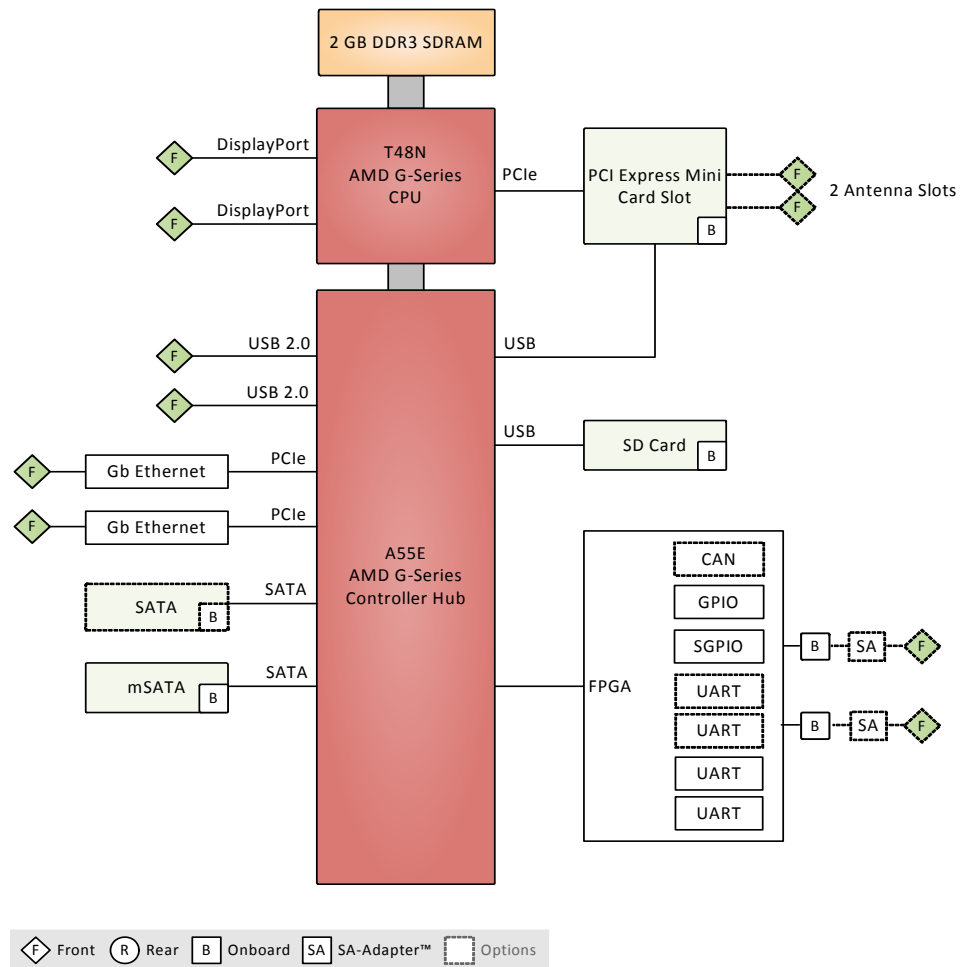 2 GB DDR3 SDRAM
DisplayPort
F
T48N
AMD G-Series
CPU
PCIe
PCI Express Mini
Card Slot
B
F
F
2 Antenna Slots
DisplayPort
F
USB 2.0
F
USB
USB 2.0
F
USB
SD Card
B
F
Gb Ethernet
PCIe
F
Gb Ethernet
PCIe
A55E
AMD G-Series
Controller Hub
SATA
B
SATA
mSATA
B
SATA
FPGA
CAN
GPIO
SGPIO
UART
UART
UART
UART
B
SA
F
B
SA
F
F Front R Rear B Onboard SA SA-Adapter™ Options